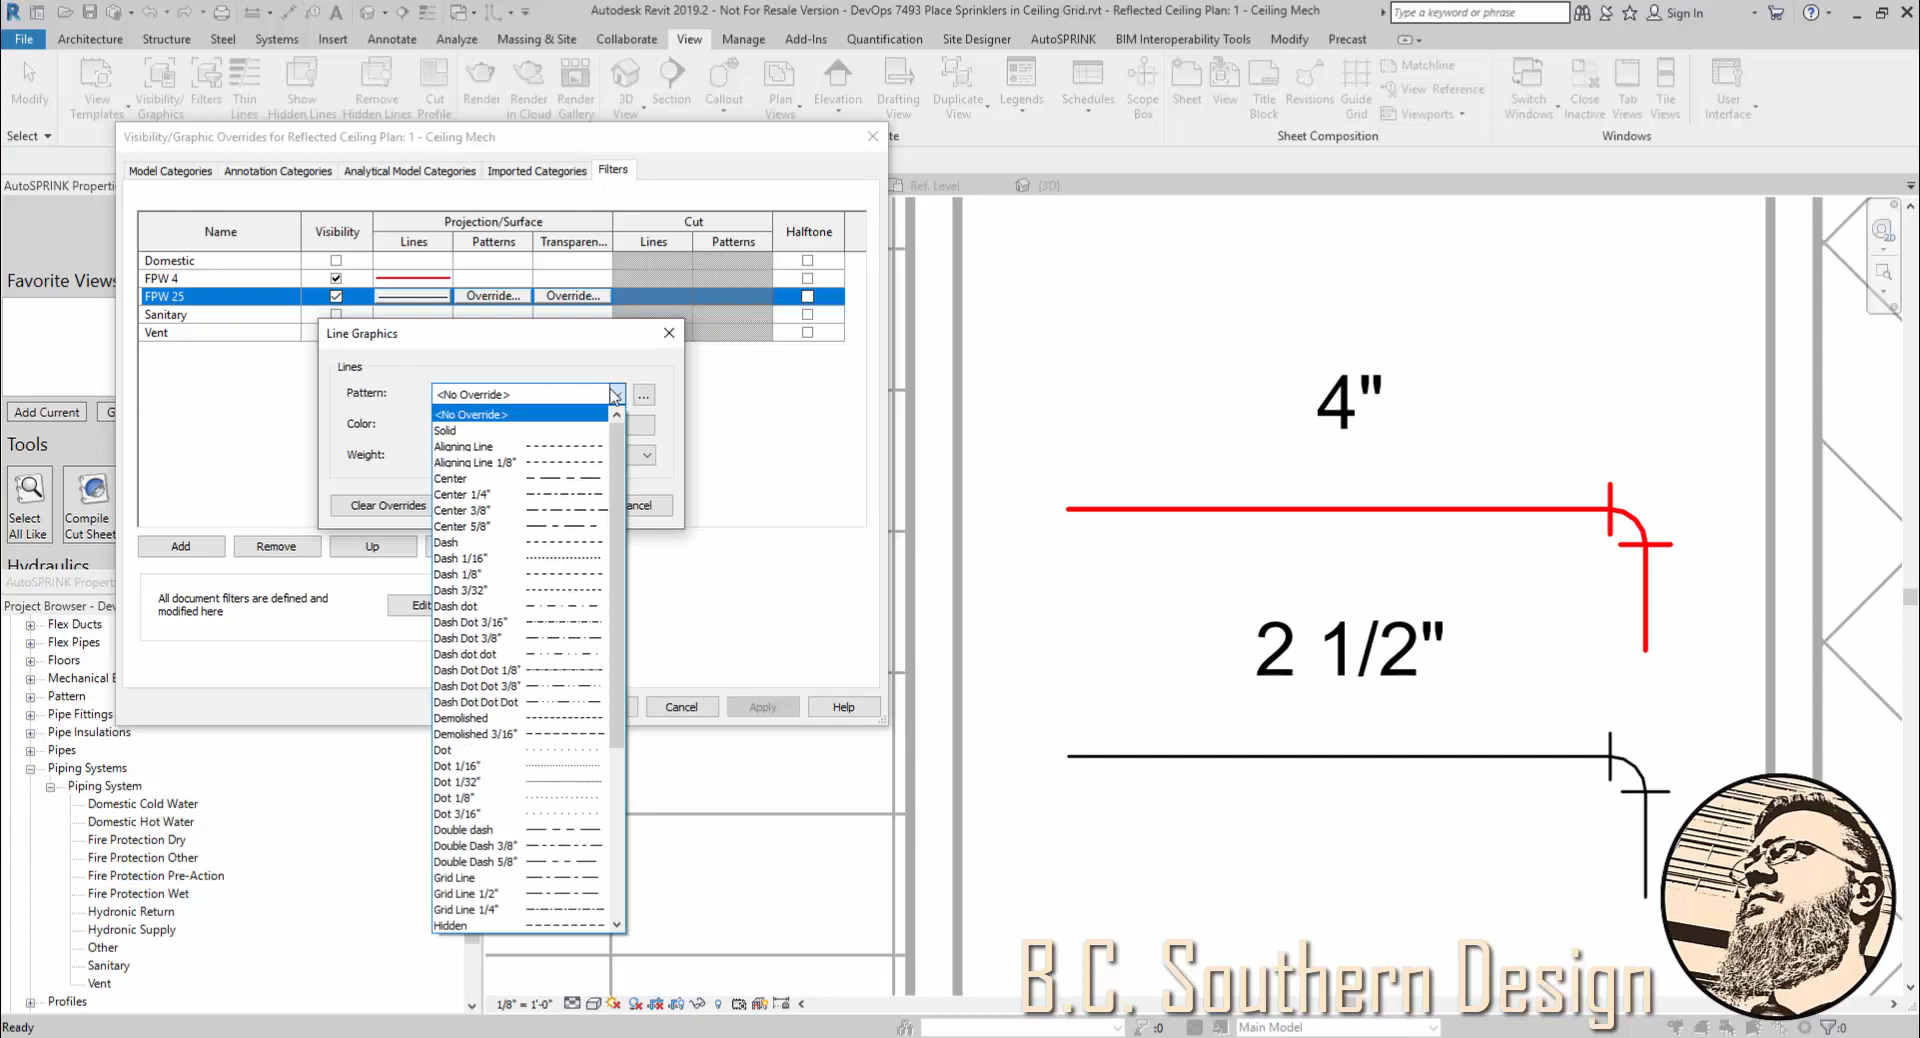 Autodesk Revit 2019.2 - Not For Resale Version - DevOps 7493 Place Sprinklers in Ceiling Grid.rvt - Reflected Ceiling Plan: 1 - Ceiling Mech
Type a keyword or phrase
Sign In
File Architecture Structure Steel Systems Insert Annotate Analyze Massing & Site Collaborate View Manage Add-Ins Quantification Site Designer AutoSPRINK BIM Interoperability Tools Modify Precast
Modify
View Templates
Visibility/ Graphics
Filters
Thin Lines
Show Hidden Lines
Remove Hidden Lines
Cut Profile
Render
Render in Cloud
Render Gallery
3D View
Section
Callout
Plan Views
Elevation
Drafting View
Duplicate View
Legends
Schedules
Scope Box
Sheet
View
Title Block
Revisions
Guide Grid
Matchline
View Reference
Viewports
Switch Windows
Close Inactive
Tab Views
Tile Views
User Interface
Select
Sheet Composition
Windows
Visibility/Graphic Overrides for Reflected Ceiling Plan: 1 - Ceiling Mech
Model Categories Annotation Categories Analytical Model Categories Imported Categories Filters
Name Visibility Projection/Surface Cut Halftone
Lines Patterns Transparen... Lines Patterns
Domestic
FPW 4
FPW 25 Override... Override...
Sanitary
Vent
Line Graphics
Lines
Pattern: <No Override> ...
Color:
Weight:
Clear Overrides
ancel
<No Override>
Solid
Aligning Line
Aligning Line 1/8"
Center
Center 1/4"
Center 3/8"
Center 5/8"
Dash
Dash 1/16"
Dash 1/8"
Dash 3/32"
Dash dot
Dash Dot 3/16"
Dash Dot 3/8"
Dash dot dot
Dash Dot Dot 1/8"
Dash Dot Dot 3/8"
Dash Dot Dot Dot
Demolished
Demolished 3/16"
Dot
Dot 1/16"
Dot 1/32"
Dot 1/8"
Dot 3/16"
Double dash
Double Dash 3/8"
Double Dash 5/8"
Grid Line
Grid Line 1/2"
Grid Line 1/4"
Hidden
Add Remove Up
All document filters are defined and
modified here
Edit
Cancel Apply Help
AutoSPRINK Properti
Favorite Views
Add Current G
Tools
Select All Like
Compile Cut Sheet
Hydraulics
AutoSPRINK Propert
Project Browser - Dev
Flex Ducts
Flex Pipes
Floors
Mechanical E
Pattern
Pipe Fittings
Pipe Insulations
Pipes
Piping Systems
Piping System
Domestic Cold Water
Domestic Hot Water
Fire Protection Dry
Fire Protection Other
Fire Protection Pre-Action
Fire Protection Wet
Hydronic Return
Hydronic Supply
Other
Sanitary
Vent
Profiles
Ref. Level
{3D}
4"
2 1/2"
B.C. Southern Design
1/8" = 1'-0"
Ready
:0
Main Model
:0